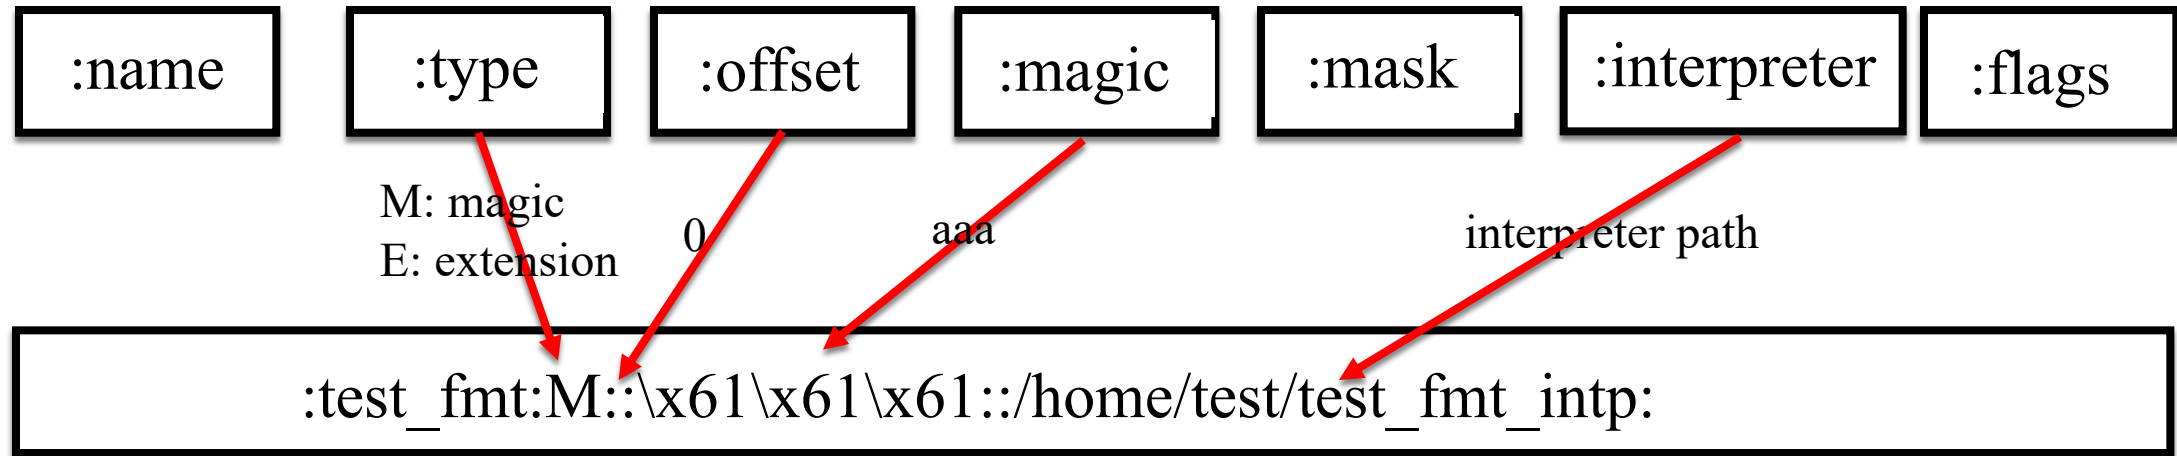 :name :type :offset :magic :mask :interpreter :flags
M: magic
E: extension
0
aaa
interpreter path
:test_fmt:M::\x61\x61\x61::/home/test/test_fmt_intp: